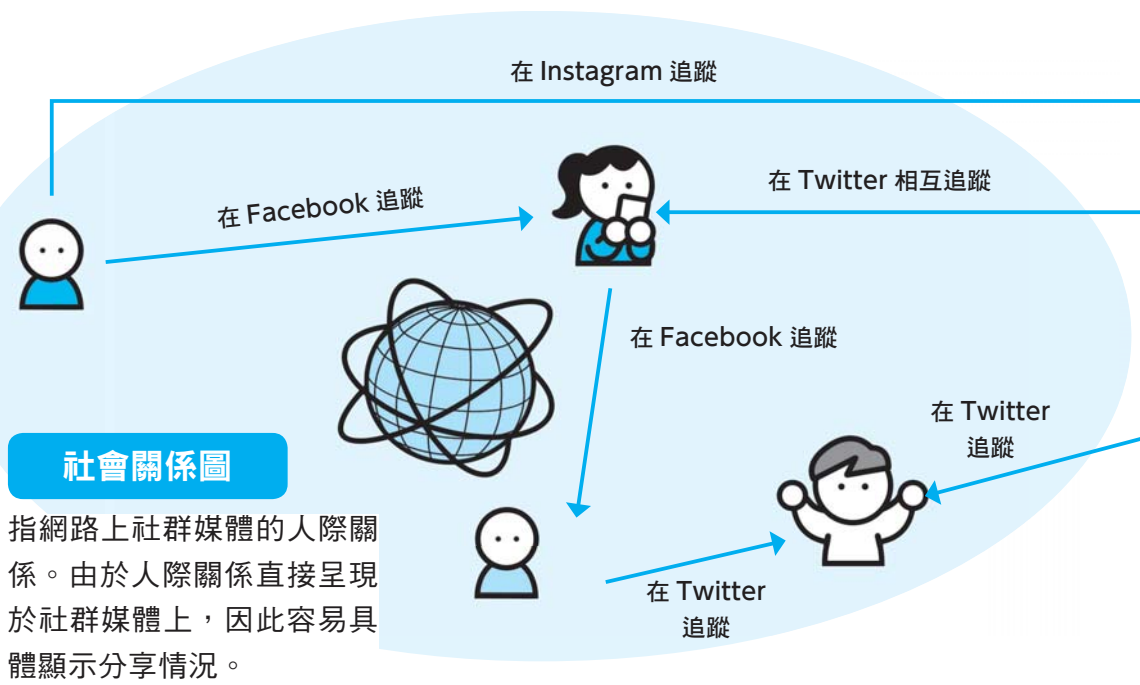 在 Instagram 追蹤
在 Twitter 相互追蹤
在 Facebook 追蹤
在 Facebook 追蹤
在 Twitter
追蹤
社會關係圖
指網路上社群媒體的人際關
係。由於人際關係直接呈現
於社群媒體上，因此容易具
體顯示分享情況。
在 Twitter
追蹤